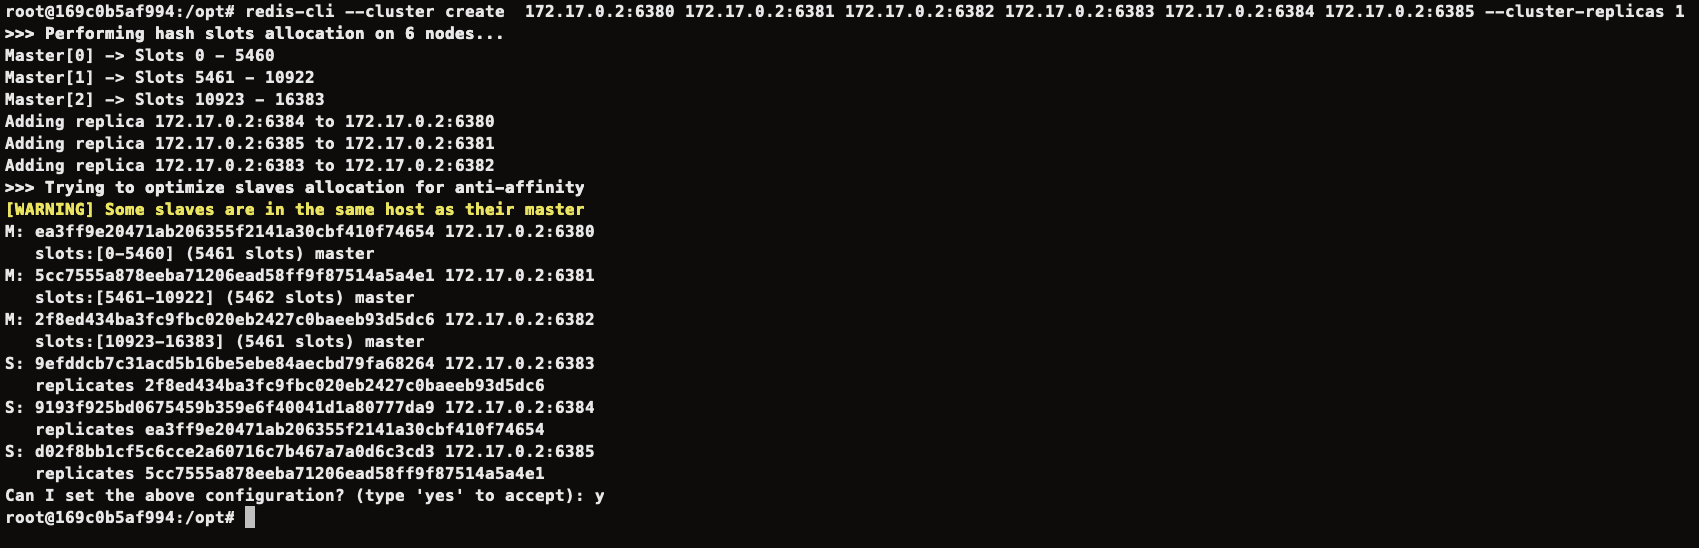 root@169c0b5af994:/opt# redis-cli --cluster create  172.17.0.2:6380 172.17.0.2:6381 172.17.0.2:6382 172.17.0.2:6383 172.17.0.2:6384 172.17.0.2:6385 --cluster-replicas 1
>>> Performing hash slots allocation on 6 nodes...
Master[0] -> Slots 0 - 5460
Master[1] -> Slots 5461 - 10922
Master[2] -> Slots 10923 - 16383
Adding replica 172.17.0.2:6384 to 172.17.0.2:6380
Adding replica 172.17.0.2:6385 to 172.17.0.2:6381
Adding replica 172.17.0.2:6383 to 172.17.0.2:6382
>>> Trying to optimize slaves allocation for anti-affinity
[WARNING] Some slaves are in the same host as their master
M: ea3ff9e20471ab206355f2141a30cbf410f74654 172.17.0.2:6380
   slots:[0-5460] (5461 slots) master
M: 5cc7555a878eeba71206ead58ff9f87514a5a4e1 172.17.0.2:6381
   slots:[5461-10922] (5462 slots) master
M: 2f8ed434ba3fc9fbc020eb2427c0baeeb93d5dc6 172.17.0.2:6382
   slots:[10923-16383] (5461 slots) master
S: 9efddcb7c31acd5b16be5ebe84aecbd79fa68264 172.17.0.2:6383
   replicates 2f8ed434ba3fc9fbc020eb2427c0baeeb93d5dc6
S: 9193f925bd0675459b359e6f40041d1a80777da9 172.17.0.2:6384
   replicates ea3ff9e20471ab206355f2141a30cbf410f74654
S: d02f8bb1cf5c6cce2a60716c7b467a7a0d6c3cd3 172.17.0.2:6385
   replicates 5cc7555a878eeba71206ead58ff9f87514a5a4e1
Can I set the above configuration? (type 'yes' to accept): y
root@169c0b5af994:/opt#